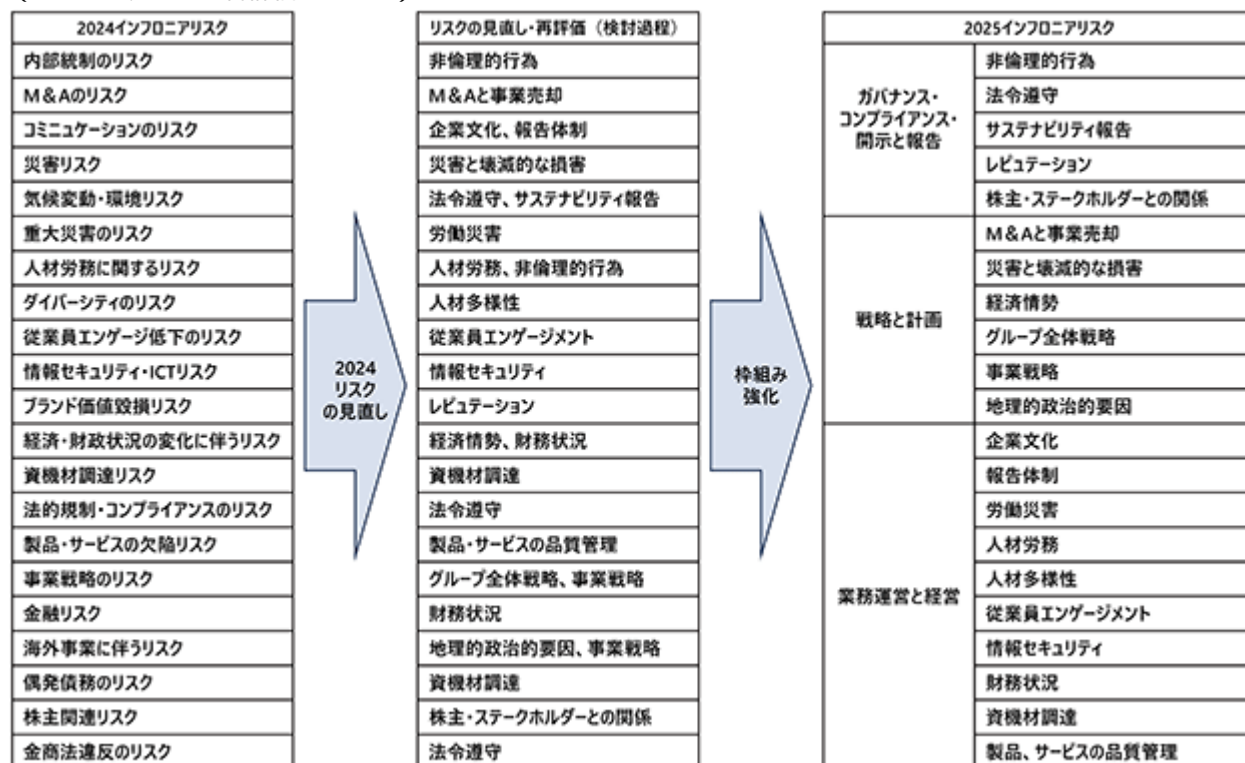 2024インフロニアリスク
内部統制のリスク
M&Aのリスク
コミニュケーションのリスク
災害リスク
気候変動・環境リスク
重大災害のリスク
人材労務に関するリスク
ダイバーシティのリスク
従業員エンゲージ低下のリスク
情報セキュリティ・ICTリスク
ブランド価値毀損リスク
経済・財政状況の変化に伴うリスク
資機材調達リスク
法的規制・コンプライアンスのリスク
製品・サービスの欠陥リスク
事業戦略のリスク
金融リスク
海外事業に伴うリスク
偶発債務のリスク
株主関連リスク
金商法違反のリスク
2024
リスク
の見直し
リスクの見直し・再評価（検討過程）
非倫理的行為
M&Aと事業売却
企業文化、報告体制
災害と壊滅的な損害
法令遵守、サステナビリティ報告
労働災害
人材労務、非倫理的行為
人材多様性
従業員エンゲージメント
情報セキュリティ
レピュテーション
経済情勢、財務状況
資機材調達
法令遵守
製品・サービスの品質管理
グループ全体戦略、事業戦略
財務状況
地理的政治的要因、事業戦略
資機材調達
株主・ステークホルダーとの関係
法令遵守
枠組み
強化
2025インフロニアリスク
ガバナンス・
コンプライアンス・
開示と報告
非倫理的行為
法令遵守
サステナビリティ報告
レピュテーション
株主・ステークホルダーとの関係
戦略と計画
M&Aと事業売却
災害と壊滅的な損害
経済情勢
グループ全体戦略
事業戦略
地理的政治的要因
業務運営と経営
企業文化
報告体制
労働災害
人材労務
人材多様性
従業員エンゲージメント
情報セキュリティ
財務状況
資機材調達
製品、サービスの品質管理